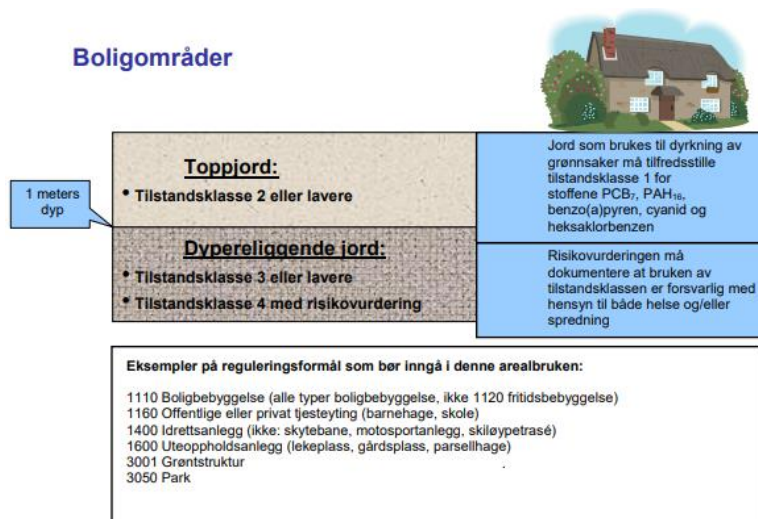 Boligområder
Toppjord:
• Tilstandsklasse 2 eller lavere
Jord som brukes til dyrkning av
grønnsaker må tilfredsstille
tilstandsklasse 1 for
stoffene PCB₇, PAH₁₆,
benzo(a)pyren, cyanid og
heksaklorbenzen
1 meters
dyp
Dypereliggende jord:
• Tilstandsklasse 3 eller lavere
• Tilstandsklasse 4 med risikovurdering
Risikovurderingen må
dokumentere at bruken av
tilstandsklassen er forsvarlig med
hensyn til både helse og/eller
spredning
Eksempler på reguleringsformål som bør inngå i denne arealbruken:
1110 Boligbebyggelse (alle typer boligbebyggelse, ikke 1120 fritidsbebyggelse)
1160 Offentlige eller privat tjesteyting (barnehage, skole)
1400 Idrettsanlegg (ikke: skytebane, motosportanlegg, skiløypetrasé)
1600 Uteoppholdsanlegg (lekeplass, gårdsplass, parsellhage)
3001 Grøntstruktur
3050 Park